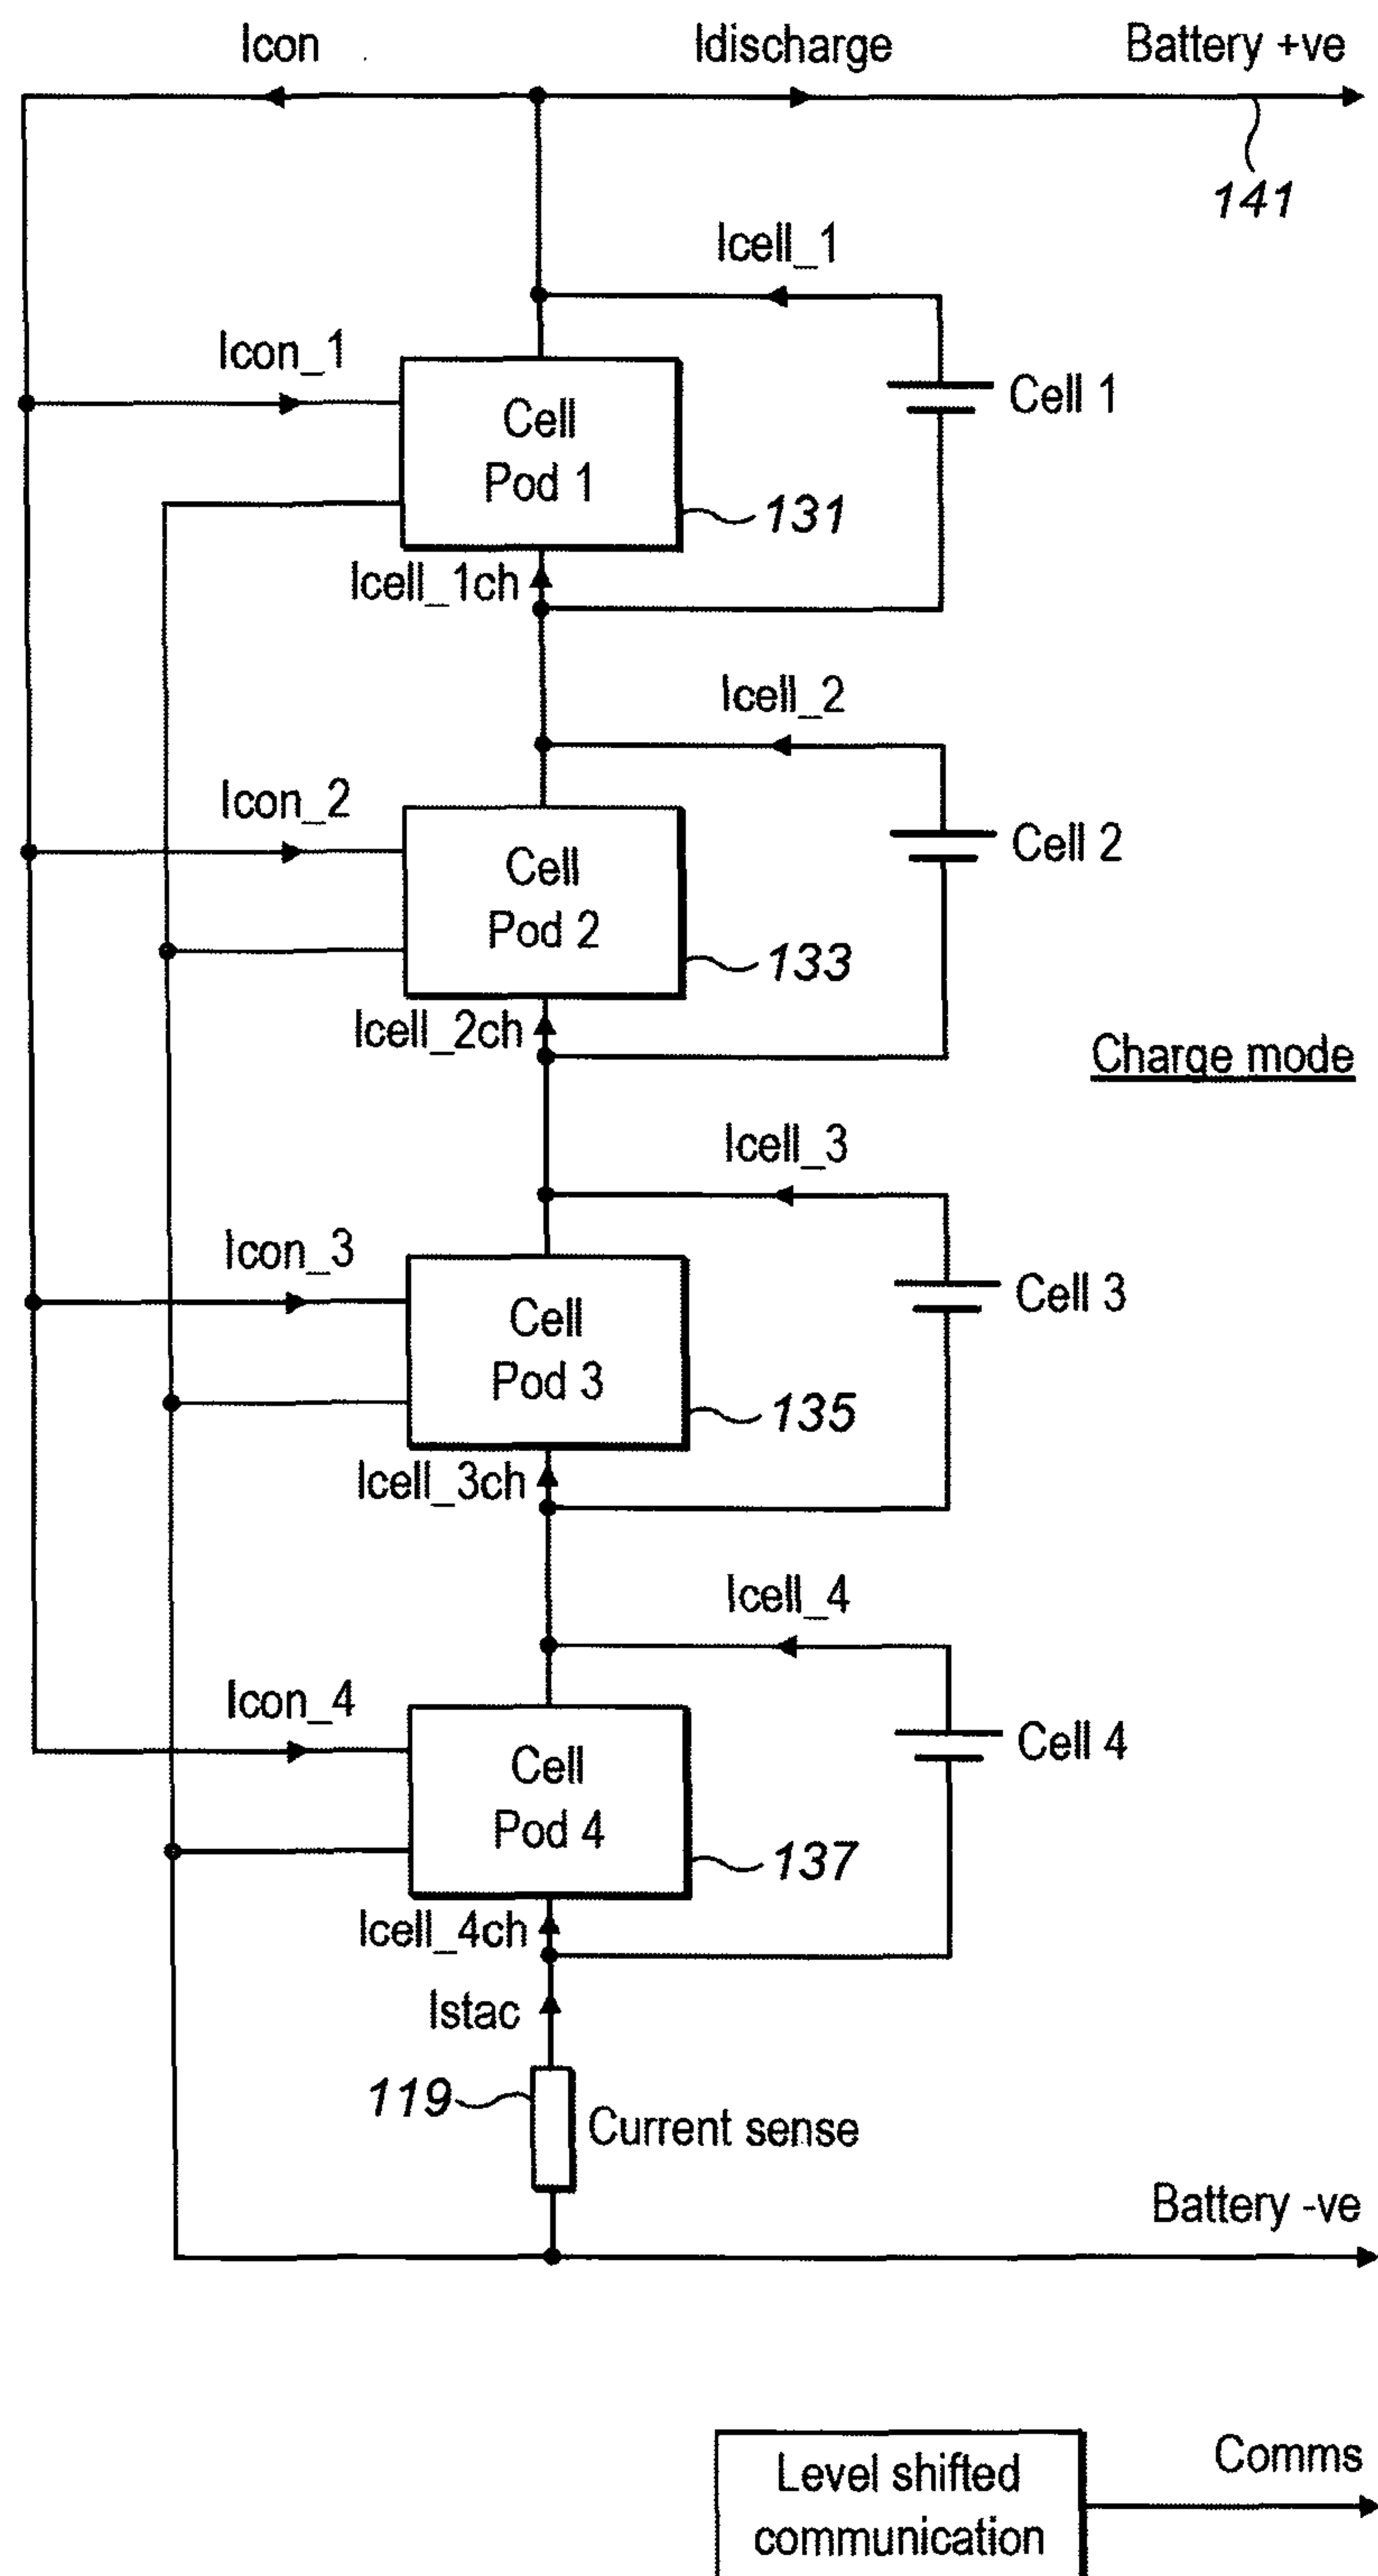 Icon
Idischarge
Battery +ve
141
Icell_1
Icon_1
Cell
Pod 1
Cell 1
131
Icell_1ch
Icell_2
Icon_2
Cell
Pod 2
Cell 2
133
Icell_2ch
Charge mode
Icell_3
Icon_3
Cell
Pod 3
Cell 3
135
Icell_3ch
Icell_4
Icon_4
Cell
Pod 4
Cell 4
137
Icell_4ch
Istac
119
Current sense
Battery -ve
Level shifted
communication
Comms